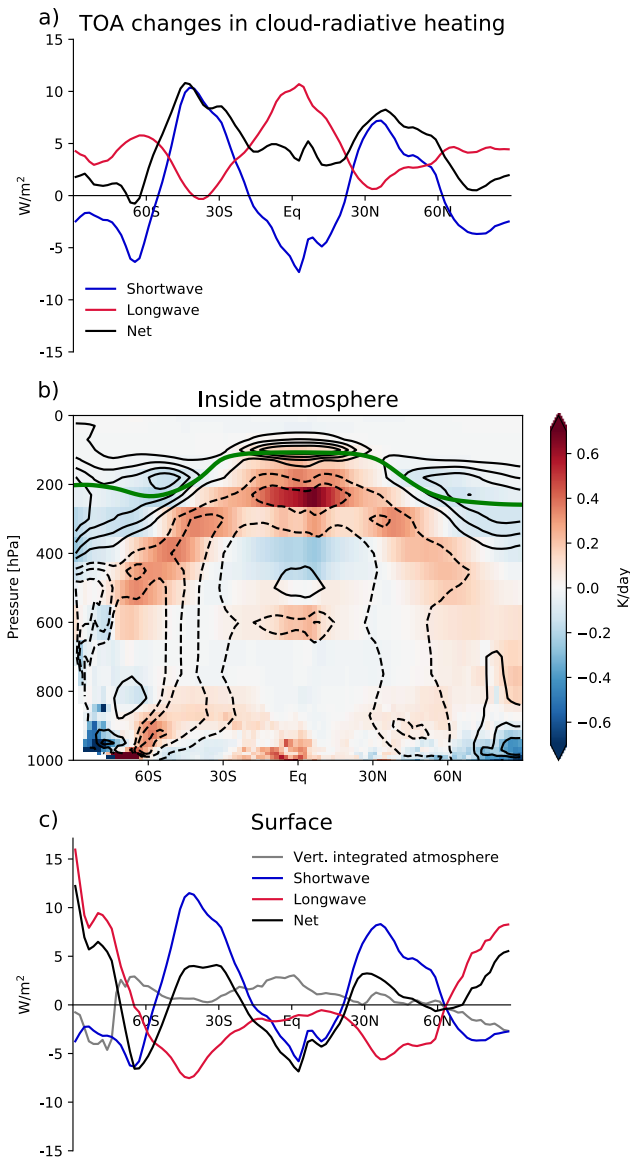 a) TOA changes in cloud-radiative heating
10
5
0
−5
−10
−15
W/m²
60S 30S Eq 30N 60N
Shortwave
Longwave
Net
b) Inside atmosphere
0
200
400
600
800
1000
Pressure [hPa]
60S 30S Eq 30N 60N
0.6
0.4
0.2
0.0
−0.2
−0.4
−0.6
K/day
c) Surface
15
10
5
0
−5
−10
−15
W/m²
60S 30S Eq 30N 60N
Vert. integrated atmosphere
Shortwave
Longwave
Net